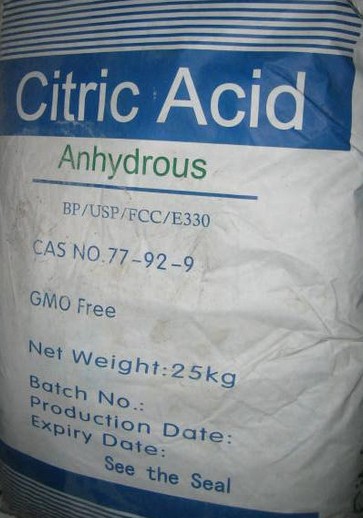 Citric Acid
Anhydrous
BP/USP/FCC/E330
CAS NO.77-92-9
GMO Free
Net Weight:25kg
Batch No.:
Production Date:
Expiry Date:
See the Seal